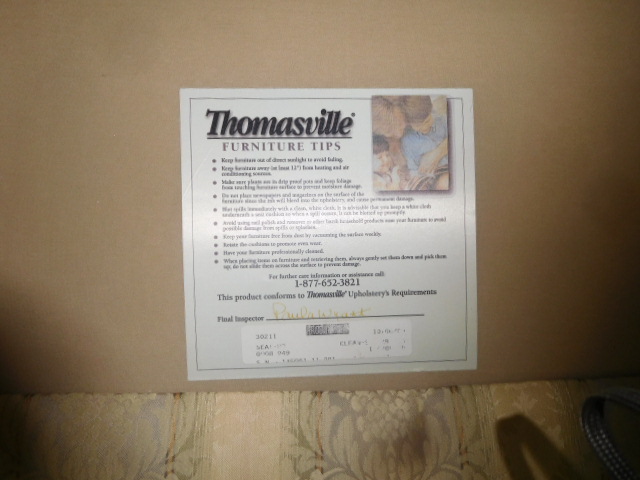 Thomasville®
FURNITURE TIPS
● Keep furniture out of direct sunlight to avoid fading.
● Keep furniture away (at least 12") from heating and air
conditioning sources.
● Make sure plants are in drip proof pots and keep foliage
from touching furniture surface to prevent moisture damage.
● Do not place newspapers and magazines on the surface of the
furniture since the ink will bleed into the upholstery, and cause permanent damage.
● Blot spills immediately with a clean, white cloth. It is advisable that you keep a white cloth
underneath a seat cushion so when a spill occurs, it can be blotted up promptly.
● Avoid using nail polish and removers or other harsh household products near your furniture to avoid
possible damage from spills or splashes.
● Keep your furniture free from dust by vacuuming the surface weekly.
● Rotate the cushions to promote even wear.
● Have your furniture professionally cleaned.
● When placing items on furniture and retrieving them, always gently set them down and pick them
up, do not slide them across the surface to prevent damage.
For further care information or assistance call:
1-877-652-3821
This product conforms to Thomasville® Upholstery's Requirements
Final Inspector Paula
20211